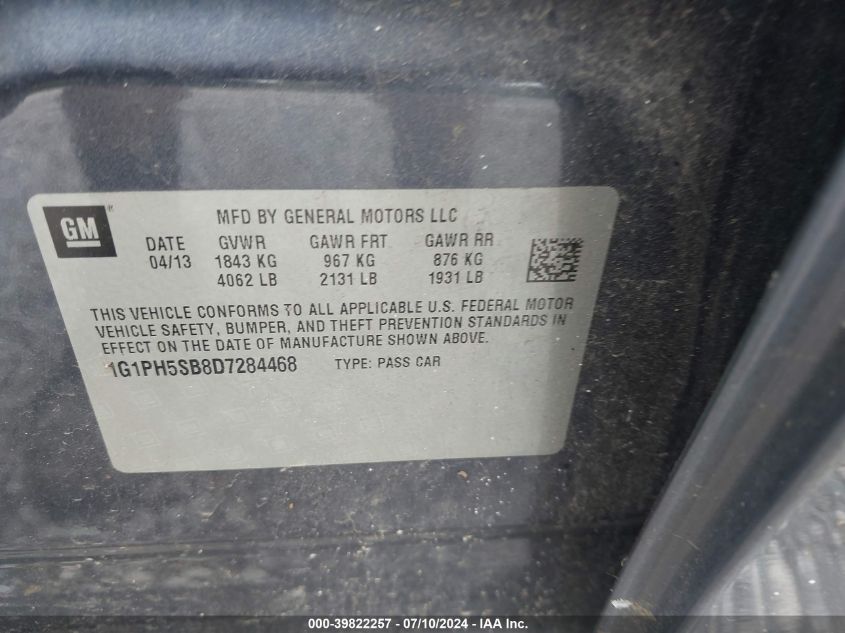 GM®
MFD BY GENERAL MOTORS LLC
DATE GVWR GAWR FRT GAWR RR
04/13 1843 KG 967 KG 876 KG
4062 LB 2131 LB 1931 LB
THIS VEHICLE CONFORMS TO ALL APPLICABLE U.S. FEDERAL MOTOR
VEHICLE SAFETY, BUMPER, AND THEFT PREVENTION STANDARDS IN
EFFECT ON THE DATE OF MANUFACTURE SHOWN ABOVE.
1G1PH5SB8D7284468 TYPE: PASS CAR
000-39822257 - 07/10/2024 - IAA Inc.